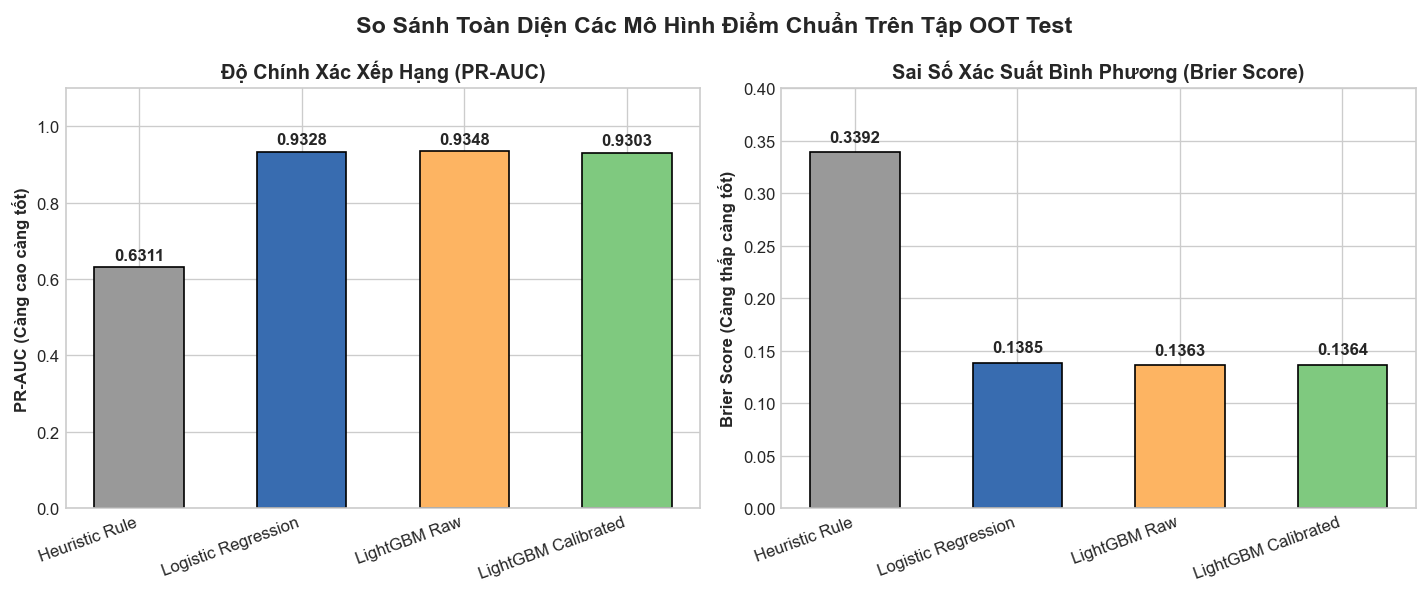 So Sánh Toàn Diện Các Mô Hình Điểm Chuẩn Trên Tập OOT Test
Độ Chính Xác Xếp Hạng (PR-AUC)
PR-AUC (Càng cao càng tốt)
1.0
0.8
0.6
0.4
0.2
0.0
0.6311
0.9328
0.9348
0.9303
Heuristic Rule
Logistic Regression
LightGBM Raw
LightGBM Calibrated
Sai Số Xác Suất Bình Phương (Brier Score)
Brier Score (Càng thấp càng tốt)
0.40
0.35
0.30
0.25
0.20
0.15
0.10
0.05
0.00
0.3392
0.1385
0.1363
0.1364
Heuristic Rule
Logistic Regression
LightGBM Raw
LightGBM Calibrated